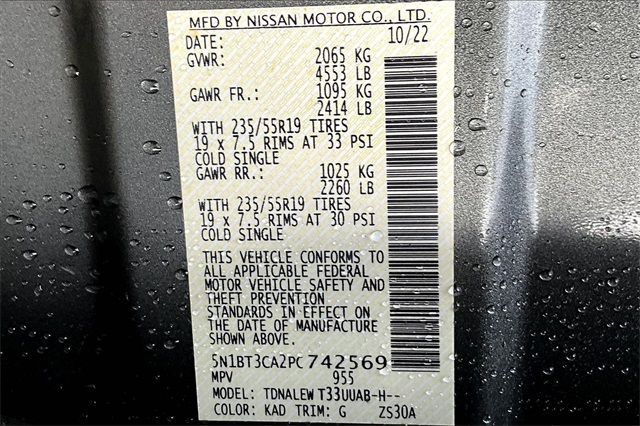 MFD BY NISSAN MOTOR CO., LTD.
DATE: 10/22
GVWR: 2065 KG
4553 LB
GAWR FR.: 1095 KG
2414 LB
WITH 235/55R19 TIRES
19 x 7.5 RIMS AT 33 PSI
COLD SINGLE
GAWR RR.: 1025 KG
2260 LB
WITH 235/55R19 TIRES
19 x 7.5 RIMS AT 30 PSI
COLD SINGLE
THIS VEHICLE CONFORMS TO
ALL APPLICABLE FEDERAL
MOTOR VEHICLE SAFETY AND
THEFT PREVENTION
STANDARDS IN EFFECT ON
THE DATE OF MANUFACTURE
SHOWN ABOVE.
5N1BT3CA2PC742569
MPV 955
MODEL: TDNALEW T33UUAB-H--
COLOR: KAD TRIM: G ZS30A